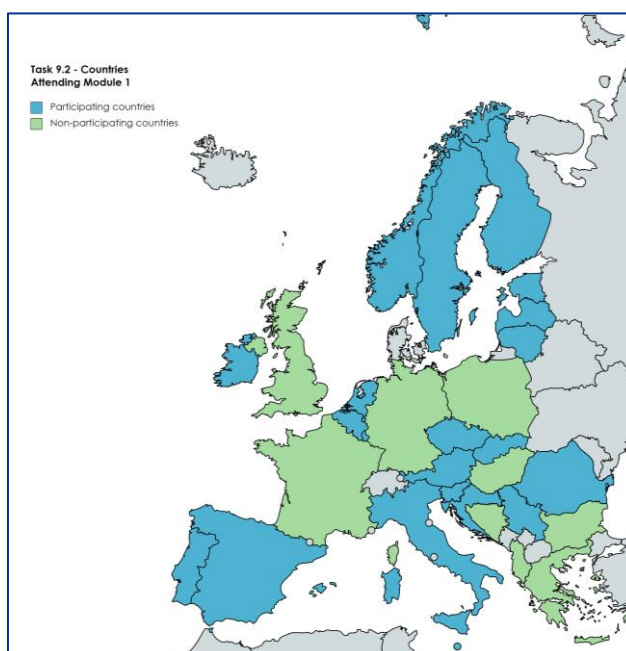 Task 9.2 - Countries
Attending Module 1
Participating countries
Non-participating countries